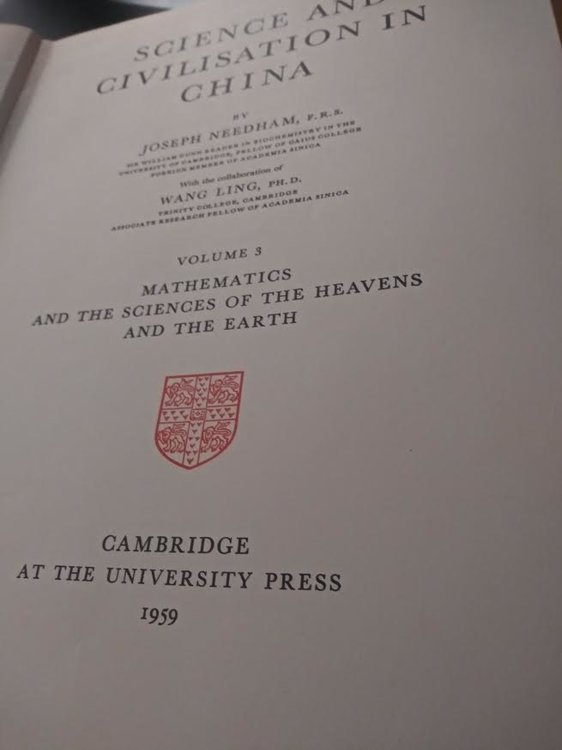 SCIENCE AND
CIVILISATION IN
CHINA
BY
JOSEPH NEEDHAM, F.R.S.
SIR WILLIAM DUNN READER IN BIOCHEMISTRY IN THE
UNIVERSITY OF CAMBRIDGE, FELLOW OF CAIUS COLLEGE
FOREIGN MEMBER OF ACADEMIA SINICA
With the collaboration of
WANG LING, PH.D.
TRINITY COLLEGE, CAMBRIDGE
ASSOCIATE RESEARCH FELLOW OF ACADEMIA SINICA
VOLUME 3
MATHEMATICS
AND THE SCIENCES OF THE HEAVENS
AND THE EARTH
CAMBRIDGE
AT THE UNIVERSITY PRESS
1959